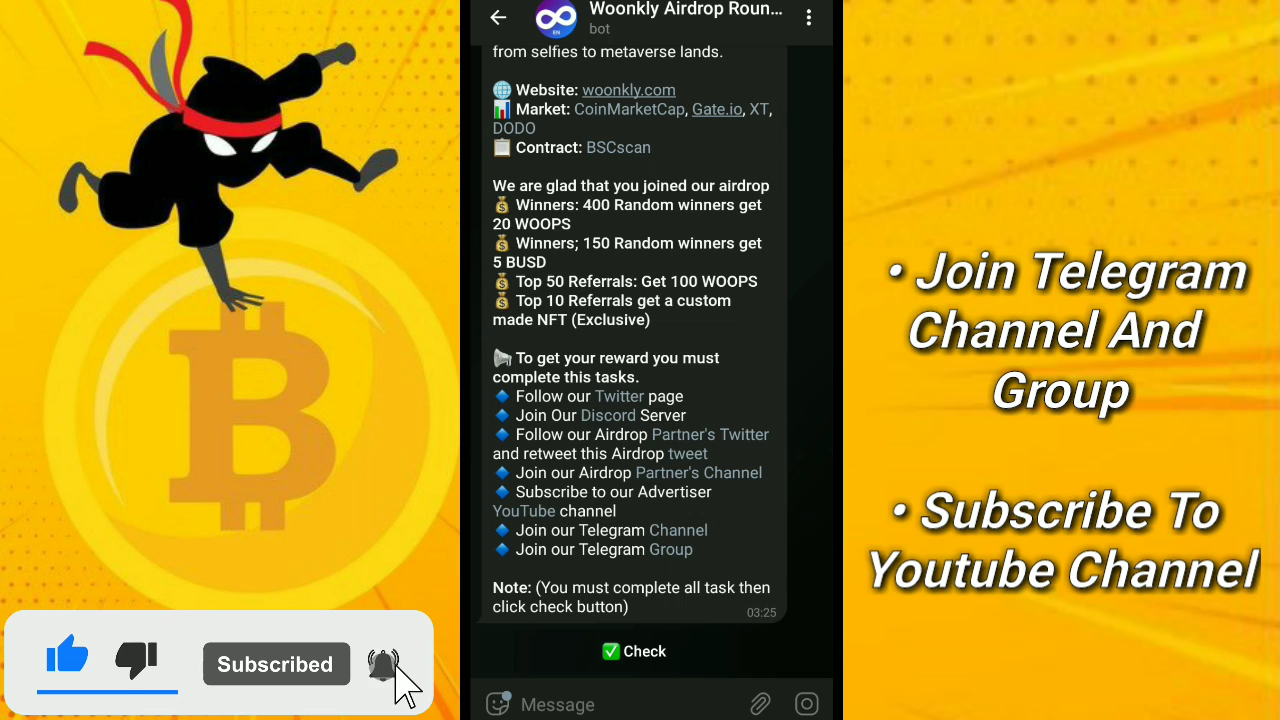 Woonkly Airdrop Roun...
EN
bot
from selfies to metaverse lands.
Website: woonkly.com
Market: CoinMarketCap, Gate.io, XT,
DODO
Contract: BSCscan
We are glad that you joined our airdrop
Winners: 400 Random winners get
20 WOOPS
Winners; 150 Random winners get
5 BUSD
Top 50 Referrals: Get 100 WOOPS
Top 10 Referrals get a custom
made NFT (Exclusive)
To get your reward you must
complete this tasks.
Follow our Twitter page
Join Our Discord Server
Follow our Airdrop Partner's Twitter
and retweet this Airdrop tweet
Join our Airdrop Partner's Channel
Subscribe to our Advertiser
YouTube channel
Join our Telegram Channel
Join our Telegram Group
Note: (You must complete all task then
click check button)
03:25
Check
Message
• Join Telegram
Channel And
Group
• Subscribe To
Youtube Channel
Subscribed